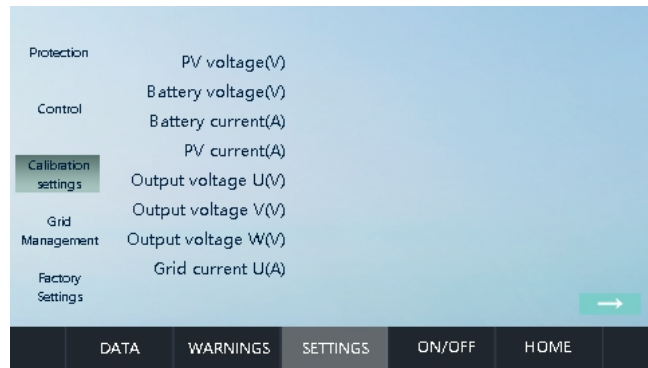 Protection
Control
Calibration
settings
Grid
Management
Factory
Settings
PV voltage(V)
Battery voltage(V)
Battery current(A)
PV current(A)
Output voltage U(V)
Output voltage V(V)
Output voltage W(V)
Grid current U(A)
→
DATA WARNINGS SETTINGS ON/OFF HOME